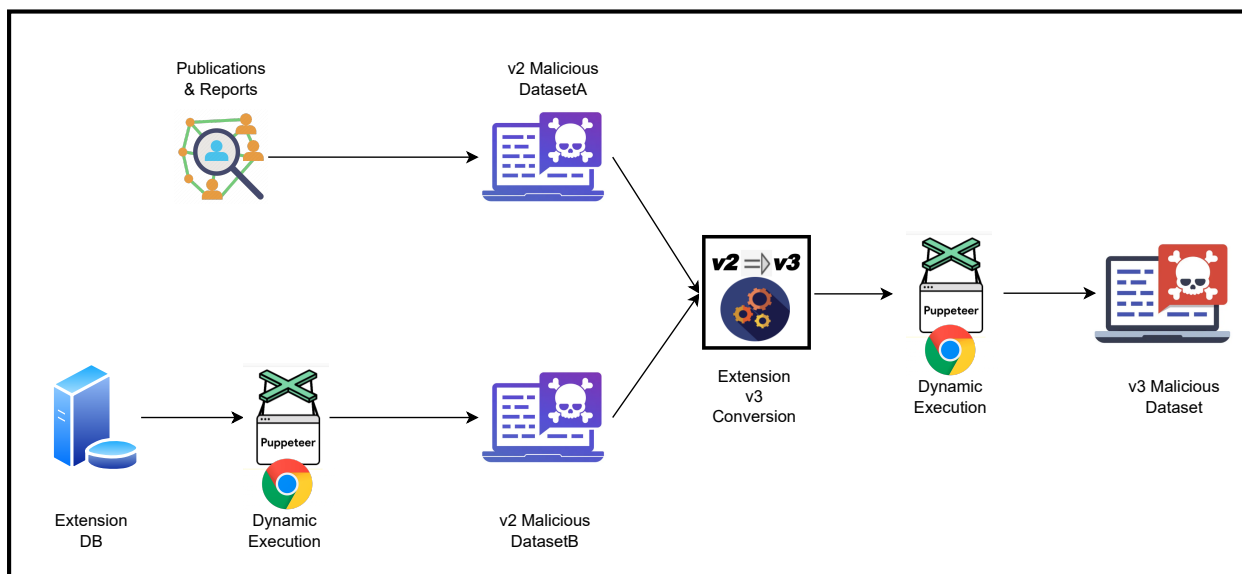 Publications
& Reports
v2 Malicious
DatasetA
v2 => v3
Extension
v3
Conversion
Puppeteer
Dynamic
Execution
v3 Malicious
Dataset
Extension
DB
Puppeteer
Dynamic
Execution
v2 Malicious
DatasetB